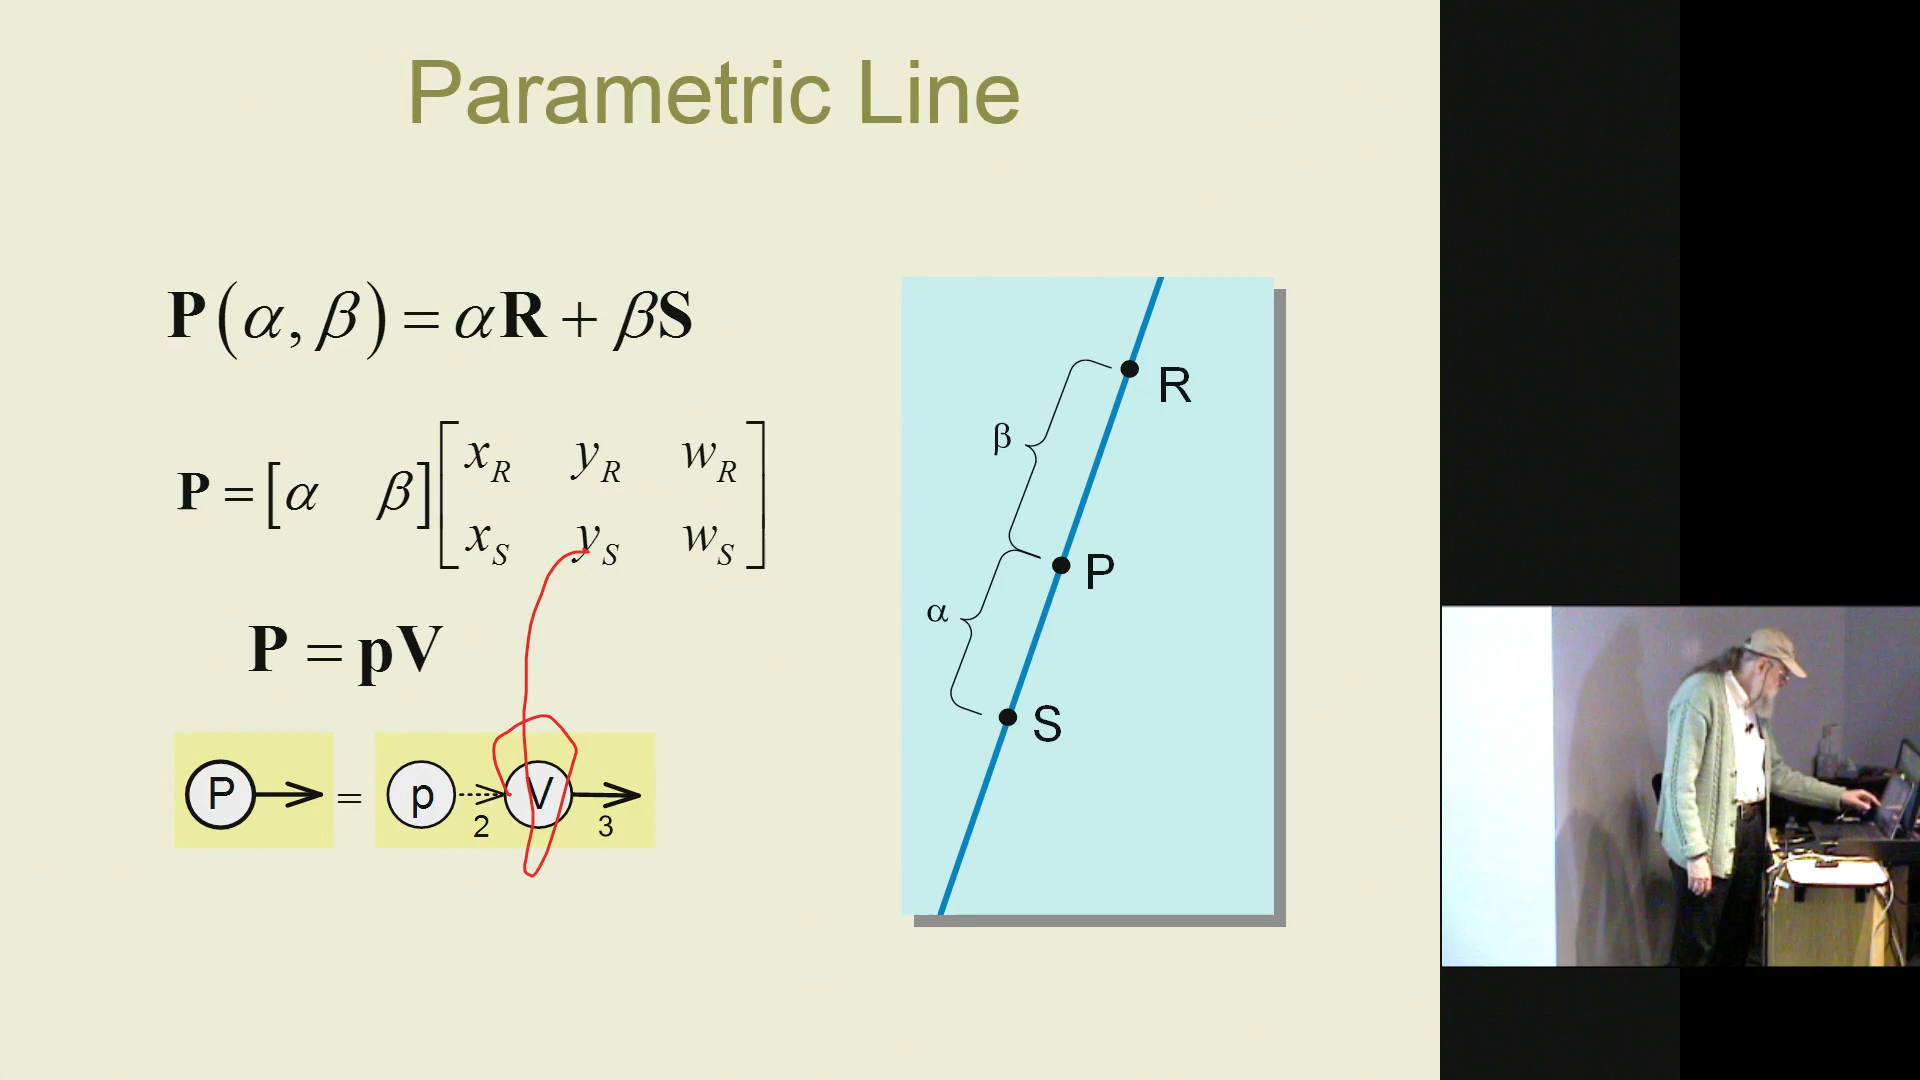 Parametric Line
P(α, β) = αR + βS
P = [α β] [x_R y_R w_R
x_S y_S w_S]
P = pV
P = p 2 V 3
R
β
P
α
S